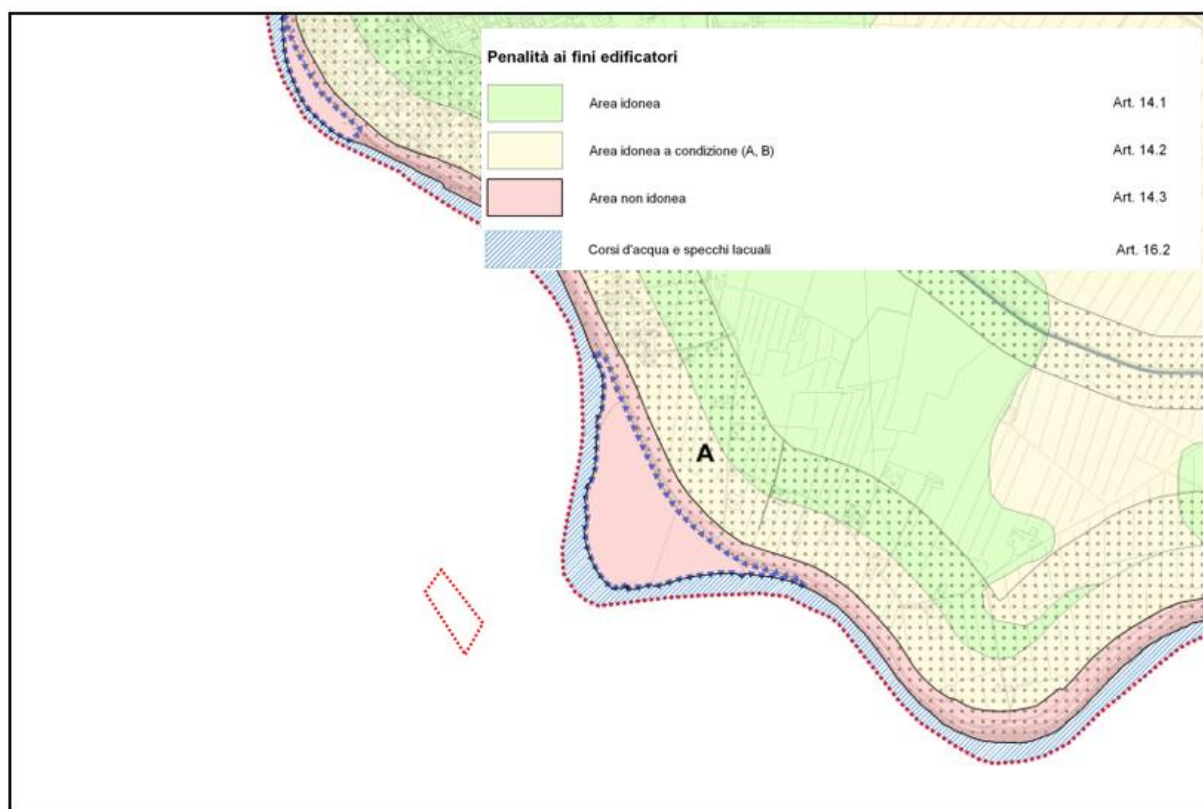 Penalità ai fini edificatori
Area idonea Art. 14.1
Area idonea a condizione (A, B) Art. 14.2
Area non idonea Art. 14.3
Corsi d'acqua e specchi lacuali Art. 16.2
A